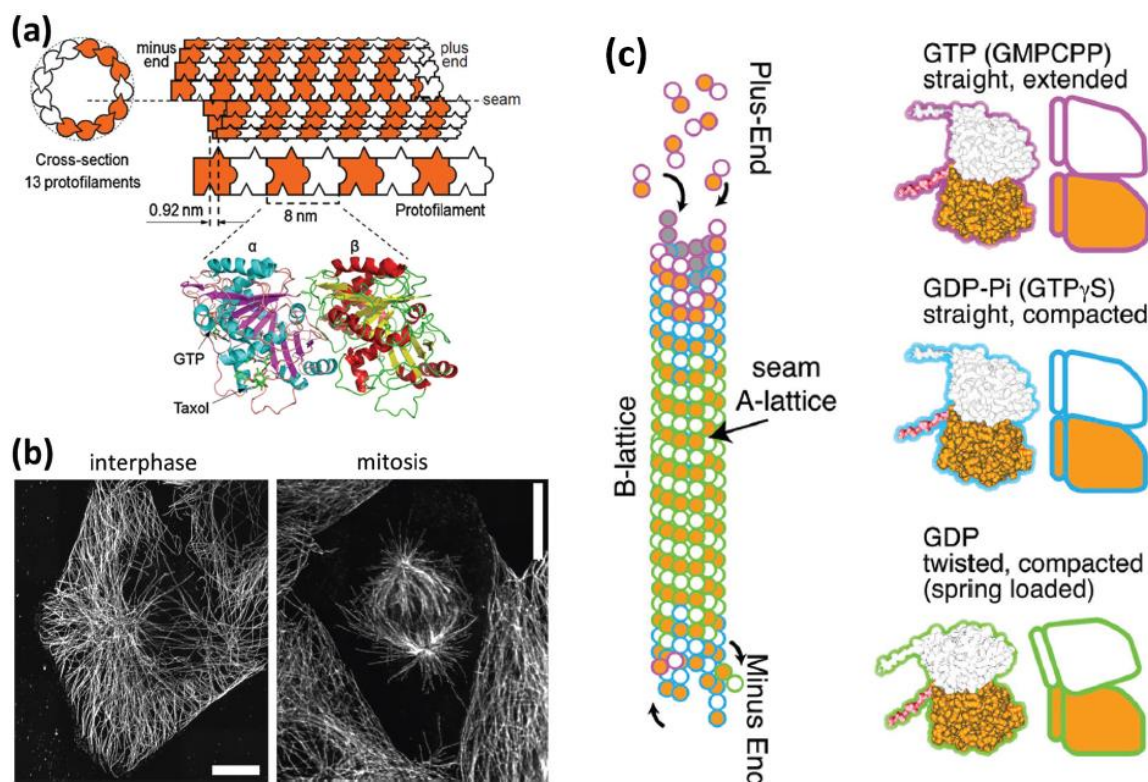 (a)
minus
end
plus
end
seam
Cross-section
13 protofilaments
0.92 nm
8 nm
Protofilament
α
β
GTP
Taxol
(b)
interphase
mitosis
(c)
Plus-End
seam
A-lattice
B-lattice
Minus End
GTP (GMPCPP)
straight, extended
GDP-Pi (GTPγS)
straight, compacted
GDP
twisted, compacted
(spring loaded)